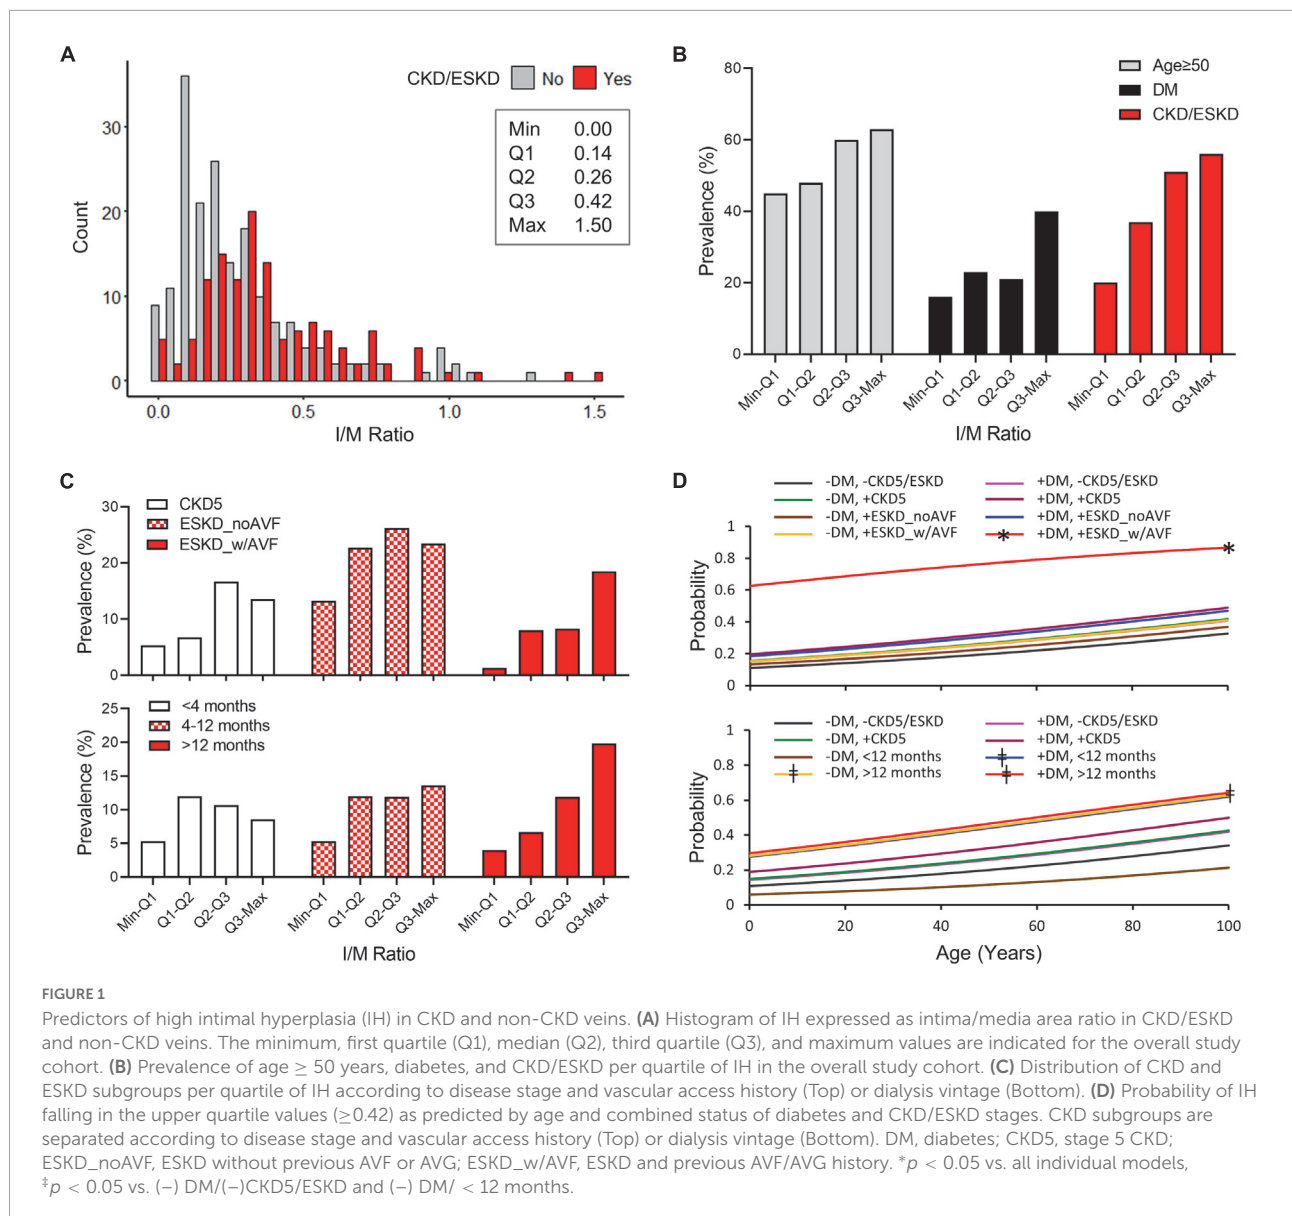 A
CKD/ESKD No Yes
Min 0.00
Q1 0.14
Q2 0.26
Q3 0.42
Max 1.50
Count
30
20
10
0
0.0 0.5 1.0 1.5
I/M Ratio
B
Age≥50
DM
CKD/ESKD
Prevalence (%)
80
60
40
20
0
Min-Q1 Q1-Q2 Q2-Q3 Q3-Max Min-Q1 Q1-Q2 Q2-Q3 Q3-Max Min-Q1 Q1-Q2 Q2-Q3 Q3-Max
I/M Ratio
C
CKD5
ESKD_noAVF
ESKD_w/AVF
Prevalence (%)
30
20
10
0
<4 months
4-12 months
>12 months
Prevalence (%)
25
20
15
10
5
0
Min-Q1 Q1-Q2 Q2-Q3 Q3-Max Min-Q1 Q1-Q2 Q2-Q3 Q3-Max Min-Q1 Q1-Q2 Q2-Q3 Q3-Max
I/M Ratio
D
-DM, -CKD5/ESKD +DM, -CKD5/ESKD
-DM, +CKD5 +DM, +CKD5
-DM, +ESKD_noAVF +DM, +ESKD_noAVF
-DM, +ESKD_w/AVF * +DM, +ESKD_w/AVF
*
Probability
1
0.8
0.6
0.4
0.2
0
0 20 40 60 80 100
-DM, -CKD5/ESKD +DM, -CKD5/ESKD
-DM, +CKD5 +DM, +CKD5
-DM, <12 months ‡ +DM, <12 months
‡ -DM, >12 months ‡ +DM, >12 months
‡
Probability
1
0.8
0.6
0.4
0.2
0
0 20 40 60 80 100
Age (Years)
FIGURE 1
Predictors of high intimal hyperplasia (IH) in CKD and non-CKD veins. (A) Histogram of IH expressed as intima/media area ratio in CKD/ESKD
and non-CKD veins. The minimum, first quartile (Q1), median (Q2), third quartile (Q3), and maximum values are indicated for the overall study
cohort. (B) Prevalence of age ≥ 50 years, diabetes, and CKD/ESKD per quartile of IH in the overall study cohort. (C) Distribution of CKD and
ESKD subgroups per quartile of IH according to disease stage and vascular access history (Top) or dialysis vintage (Bottom). (D) Probability of IH
falling in the upper quartile values (≥0.42) as predicted by age and combined status of diabetes and CKD/ESKD stages. CKD subgroups are
separated according to disease stage and vascular access history (Top) or dialysis vintage (Bottom). DM, diabetes; CKD5, stage 5 CKD;
ESKD_noAVF, ESKD without previous AVF or AVG; ESKD_w/AVF, ESKD and previous AVF/AVG history. *p < 0.05 vs. all individual models,
‡p < 0.05 vs. (−) DM/(−)CKD5/ESKD and (−) DM/ < 12 months.